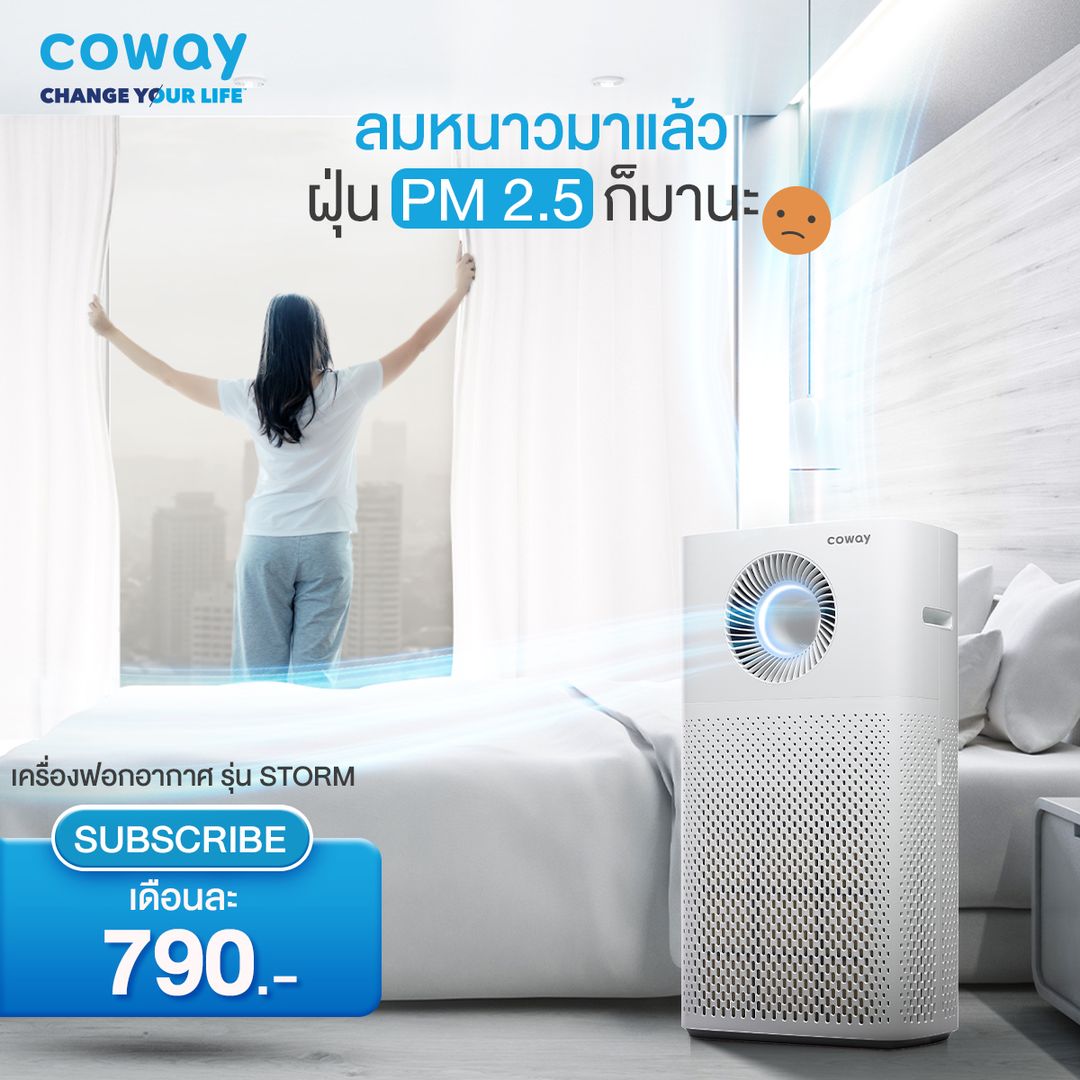 coway
CHANGE YOUR LIFE
ลมหนาวมาแล้ว
ฝุ่น PM 2.5 ก็มานะ
coway
เครื่องฟอกอากาศ รุ่น STORM
SUBSCRIBE
เดือนละ
790.-